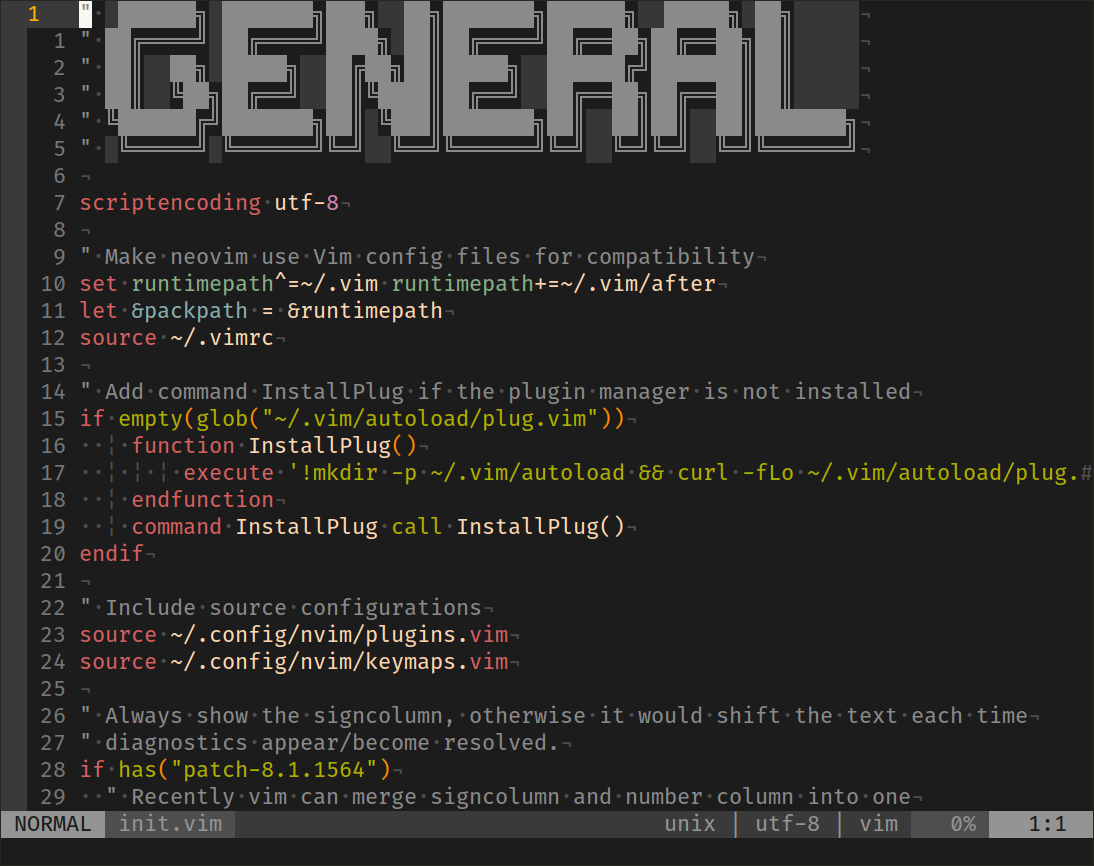 GENERAL
1 "
1 "
2 "
3 "
4 "
5 "
6
7 scriptencoding utf-8
8
9 " Make neovim use Vim config files for compatibility
10 set runtimepath^=~/.vim runtimepath+=~/.vim/after
11 let &packpath = &runtimepath
12 source ~/.vimrc
13
14 " Add command InstallPlug if the plugin manager is not installed
15 if empty(glob("~/.vim/autoload/plug.vim"))
16 function InstallPlug()
17 execute '!mkdir -p ~/.vim/autoload && curl -fLo ~/.vim/autoload/plug.#
18 endfunction
19 command InstallPlug call InstallPlug()
20 endif
21
22 " Include source configurations
23 source ~/.config/nvim/plugins.vim
24 source ~/.config/nvim/keymaps.vim
25
26 " Always show the signcolumn, otherwise it would shift the text each time
27 " diagnostics appear/become resolved.
28 if has("patch-8.1.1564")
29 " Recently vim can merge signcolumn and number column into one
NORMAL init.vim unix | utf-8 | vim 0% 1:1